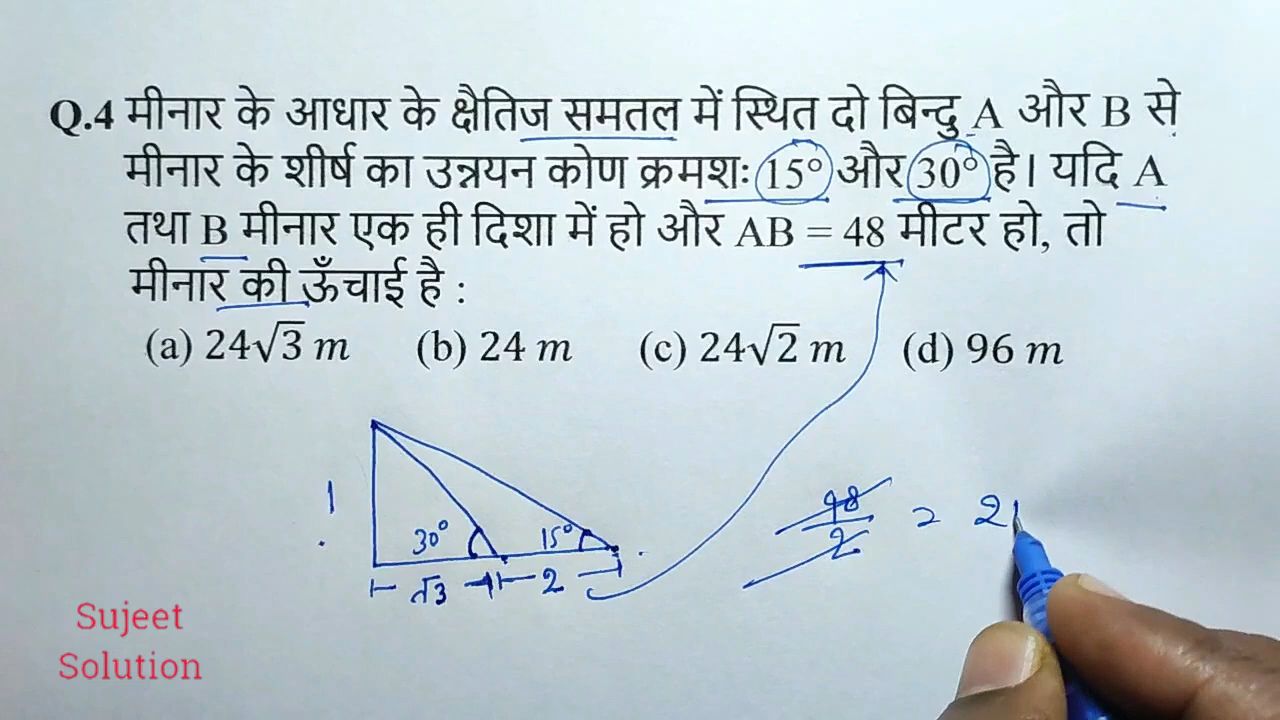 Q.4 मीनार के आधार के क्षैतिज समतल में स्थित दो बिन्दु A और B से
मीनार के शीर्ष का उन्नयन कोण क्रमशः 15° और 30° है। यदि A
तथा B मीनार एक ही दिशा में हो और AB = 48 मीटर हो, तो
मीनार की ऊँचाई है :
(a) 24√3 m (b) 24 m (c) 24√2 m (d) 96 m
1
30° 15°
√3 2
48/2 = 2
Sujeet
Solution